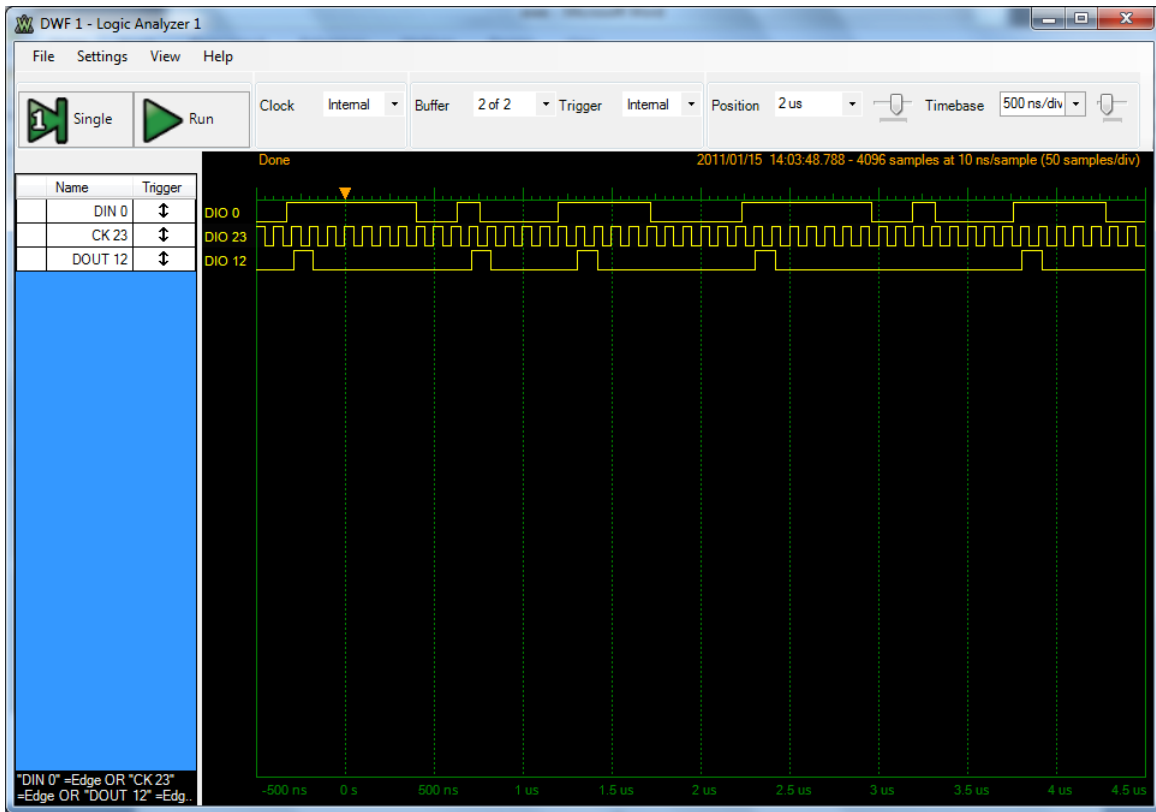 DWF 1 - Logic Analyzer 1
File Settings View Help
1 Single Run Clock Internal Buffer 2 of 2 Trigger Internal Position 2 us Timebase 500 ns/div
Done 2011/01/15 14:03:48.788 - 4096 samples at 10 ns/sample (50 samples/div)
Name Trigger
DIN 0 DIO 0
CK 23 DIO 23
DOUT 12 DIO 12
"DIN 0" =Edge OR "CK 23"
=Edge OR "DOUT 12" =Edg..
-500 ns 0 s 500 ns 1 us 1.5 us 2 us 2.5 us 3 us 3.5 us 4 us 4.5 us